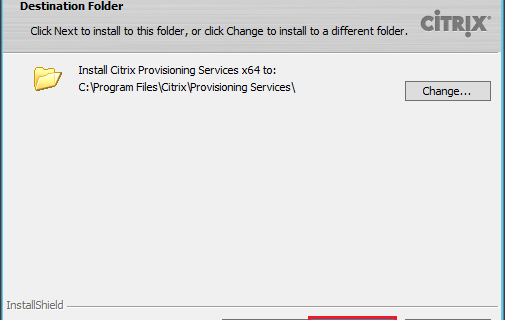 Destination Folder
Click Next to install to this folder, or click Change to install to a different folder.
CITRIX
Install Citrix Provisioning Services x64 to:
C:\Program Files\Citrix\Provisioning Services\
Change...
InstallShield